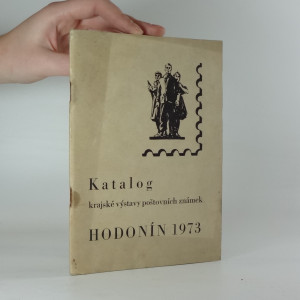 Katalog
krajské výstavy poštovních známek
HODONÍN 1973